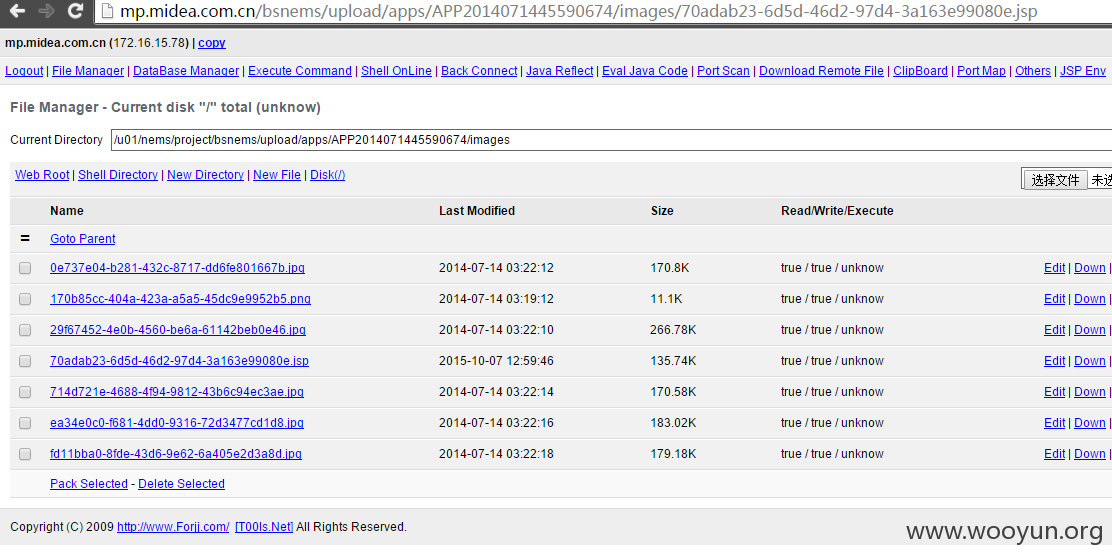 mp.midea.com.cn/bsnems/upload/apps/APP2014071445590674/images/70adab23-6d5d-46d2-97d4-3a163e99080e.jsp
mp.midea.com.cn (172.16.15.78) | copy
Logout | File Manager | DataBase Manager | Execute Command | Shell OnLine | Back Connect | Java Reflect | Eval Java Code | Port Scan | Download Remote File | ClipBoard | Port Map | Others | JSP Env
File Manager - Current disk "/" total (unknow)
Current Directory /u01/nems/project/bsnems/upload/apps/APP2014071445590674/images
Web Root | Shell Directory | New Directory | New File | Disk(/) 选择文件 未选
Name Last Modified Size Read/Write/Execute
= Goto Parent
0e737e04-b281-432c-8717-dd6fe801667b.jpg 2014-07-14 03:22:12 170.8K true / true / unknow Edit | Down |
170b85cc-404a-423a-a5a5-45dc9e9952b5.png 2014-07-14 03:19:12 11.1K true / true / unknow Edit | Down |
29f67452-4e0b-4560-be6a-61142beb0e46.jpg 2014-07-14 03:22:10 266.78K true / true / unknow Edit | Down |
70adab23-6d5d-46d2-97d4-3a163e99080e.jsp 2015-10-07 12:59:46 135.74K true / true / unknow Edit | Down |
714d721e-4688-4f94-9812-43b6c94ec3ae.jpg 2014-07-14 03:22:14 170.58K true / true / unknow Edit | Down |
ea34e0c0-f681-4dd0-9316-72d3477cd1d8.jpg 2014-07-14 03:22:16 183.02K true / true / unknow Edit | Down |
fd11bba0-8fde-43d6-9e62-6a405e2d3a8d.jpg 2014-07-14 03:22:18 179.18K true / true / unknow Edit | Down |
Pack Selected - Delete Selected
Copyright (C) 2009 http://www.Forjj.com/ [T00ls.Net] All Rights Reserved.
www.wooyun.org